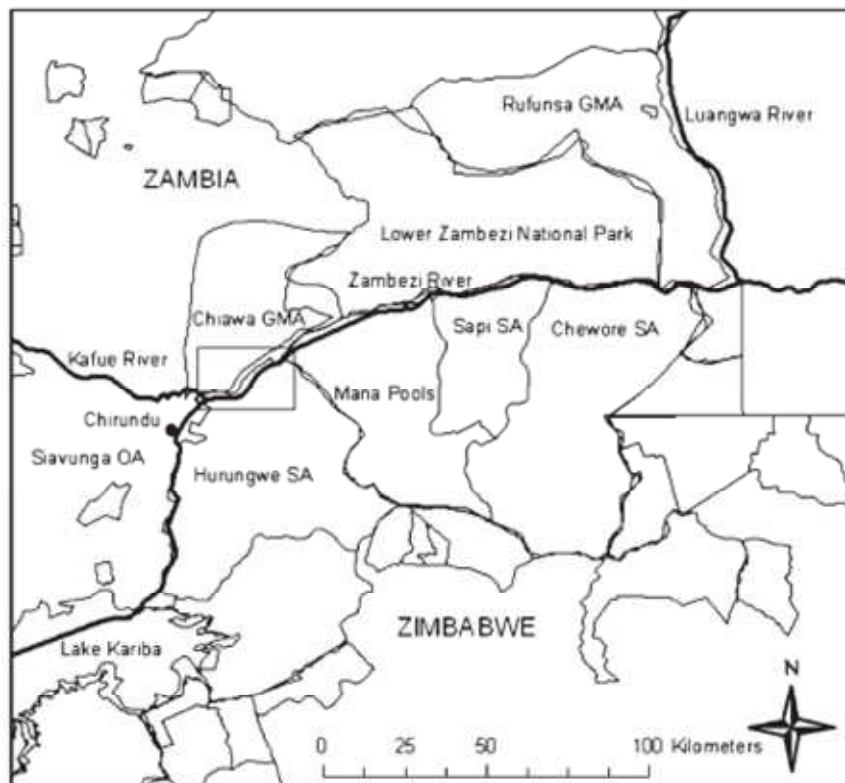 Rufunsa GMA
Luangwa River
ZAMBIA
Lower Zambezi National Park
Zambezi River
Chiawa GMA
Sapi SA
Chewore SA
Kafue River
Mana Pools
Chirundu
Siavunga OA
Hurungwe SA
ZIMBABWE
Lake Kariba
N
0 25 50 100 Kilometers